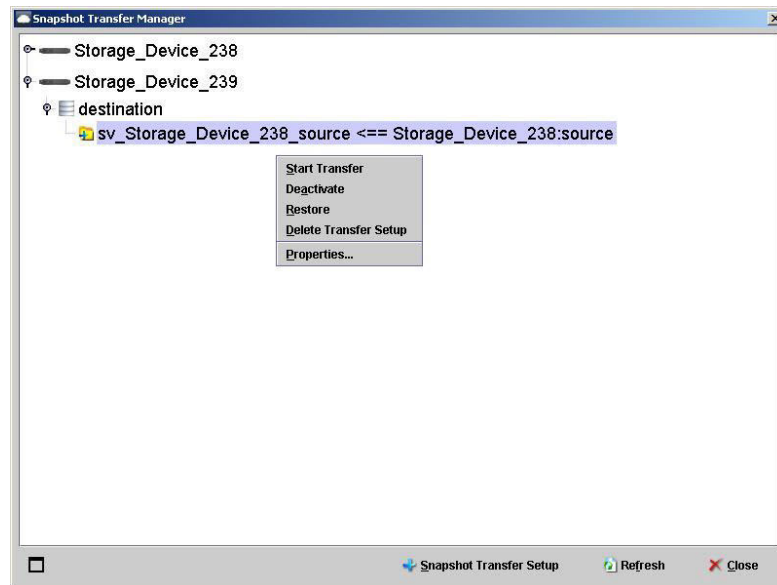 Snapshot Transfer Manager
Storage_Device_238
Storage_Device_239
destination
sv_Storage_Device_238_source <== Storage_Device_238:source
Start Transfer
Deactivate
Restore
Delete Transfer Setup
Properties...
Snapshot Transfer Setup Refresh Close